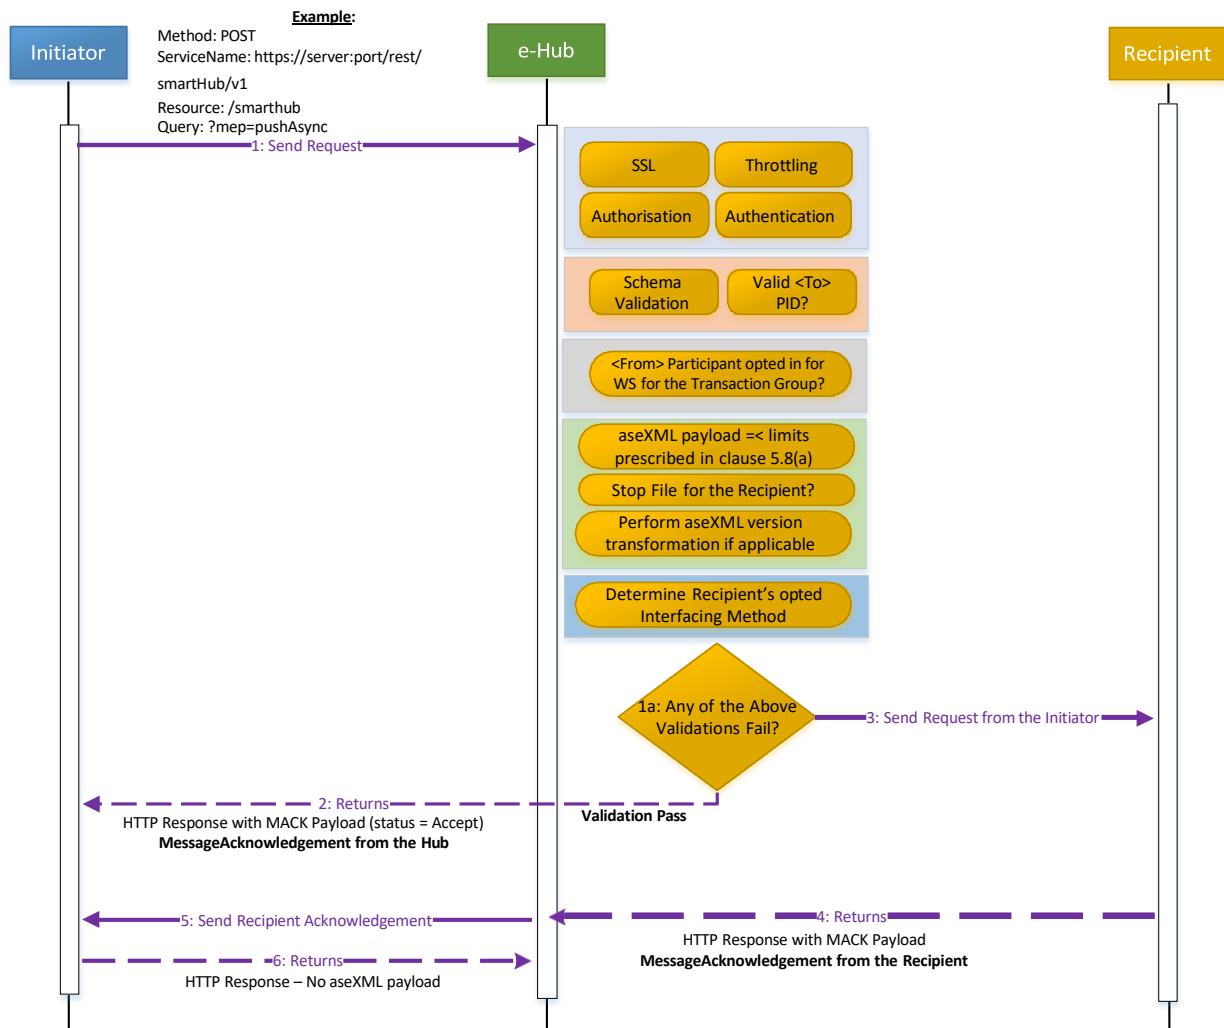 Example:
Method: POST
ServiceName: https://server:port/rest/
smartHub/v1
Resource: /smarthub
Query: ?mep=pushAsync
Initiator
e-Hub
Recipient
1: Send Request
SSL
Throttling
Authorisation
Authentication
Schema
Validation
Valid <To>
PID?
<From> Participant opted in for
WS for the Transaction Group?
aseXML payload =< limits
prescribed in clause 5.8(a)
Stop File for the Recipient?
Perform aseXML version
transformation if applicable
Determine Recipient’s opted
Interfacing Method
1a: Any of the Above
Validations Fail?
3: Send Request from the Initiator
2: Returns
HTTP Response with MACK Payload (status = Accept)
MessageAcknowledgement from the Hub
Validation Pass
5: Send Recipient Acknowledgement
4: Returns
HTTP Response with MACK Payload
MessageAcknowledgement from the Recipient
6: Returns
HTTP Response – No aseXML payload